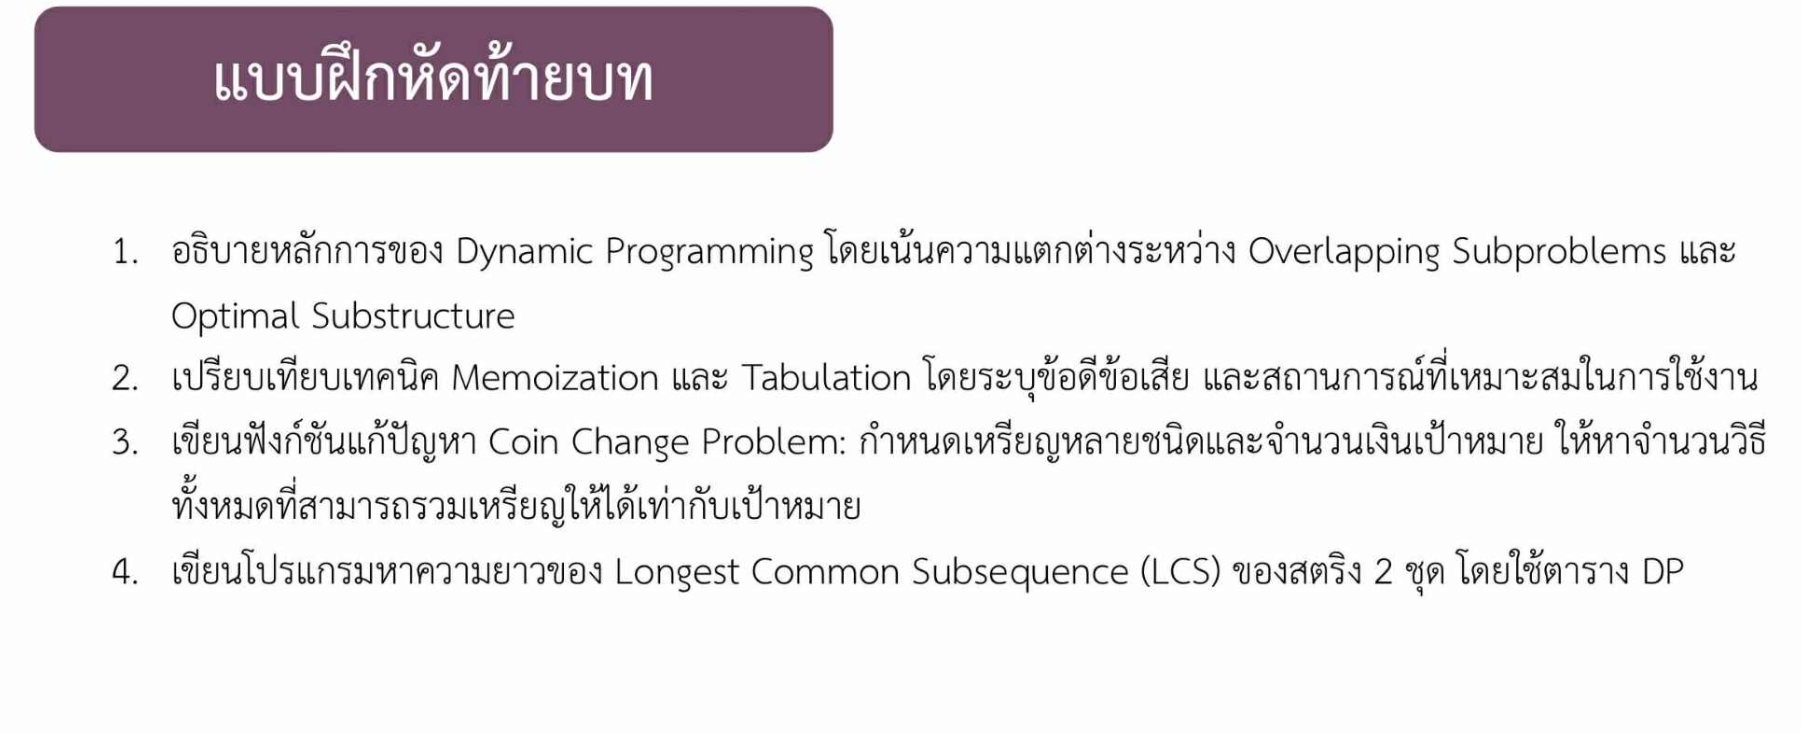 แบบฝึกหัดท้ายบท
1. อธิบายหลักการของ Dynamic Programming โดยเน้นความแตกต่างระหว่าง Overlapping Subproblems และ
Optimal Substructure
2. เปรียบเทียบเทคนิค Memoization และ Tabulation โดยระบุข้อดีข้อเสีย และสถานการณ์ที่เหมาะสมในการใช้งาน
3. เขียนฟังก์ชันแก้ปัญหา Coin Change Problem: กำหนดเหรียญหลายชนิดและจำนวนเงินเป้าหมาย ให้หาจำนวนวิธี
ทั้งหมดที่สามารถรวมเหรียญให้ได้เท่ากับเป้าหมาย
4. เขียนโปรแกรมหาความยาวของ Longest Common Subsequence (LCS) ของสตริง 2 ชุด โดยใช้ตาราง DP